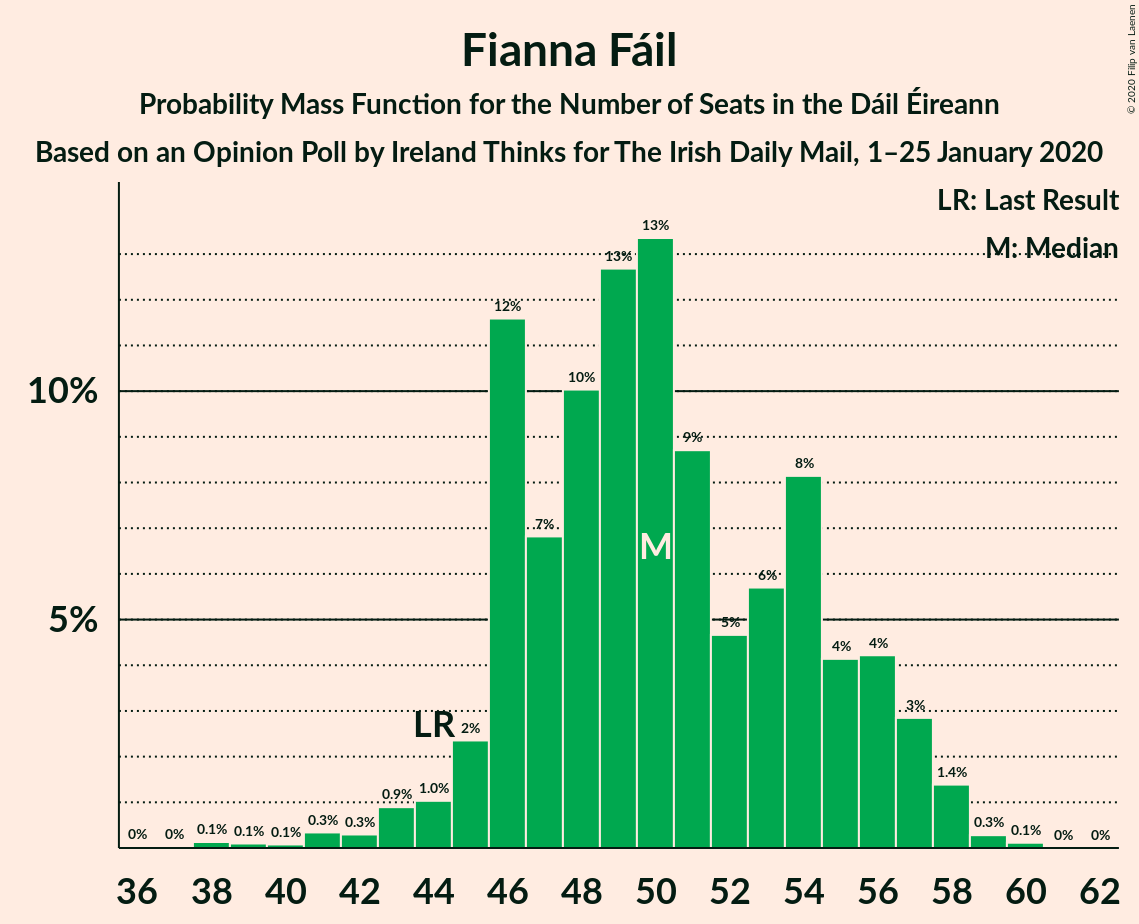 Fianna Fáil
Probability Mass Function for the Number of Seats in the Dáil Éireann
Based on an Opinion Poll by Ireland Thinks for The Irish Daily Mail, 1–25 January 2020
© 2020 Filip van Laenen
LR: Last Result
M: Median
10%
5%
0% 0% 0.1% 0.1% 0.1% 0.3% 0.3% 0.9% 1.0% 2% 12% 7% 10% 13% 13% 9% 5% 6% 8% 4% 4% 3% 1.4% 0.3% 0.1% 0% 0%
LR
M
36 38 40 42 44 46 48 50 52 54 56 58 60 62